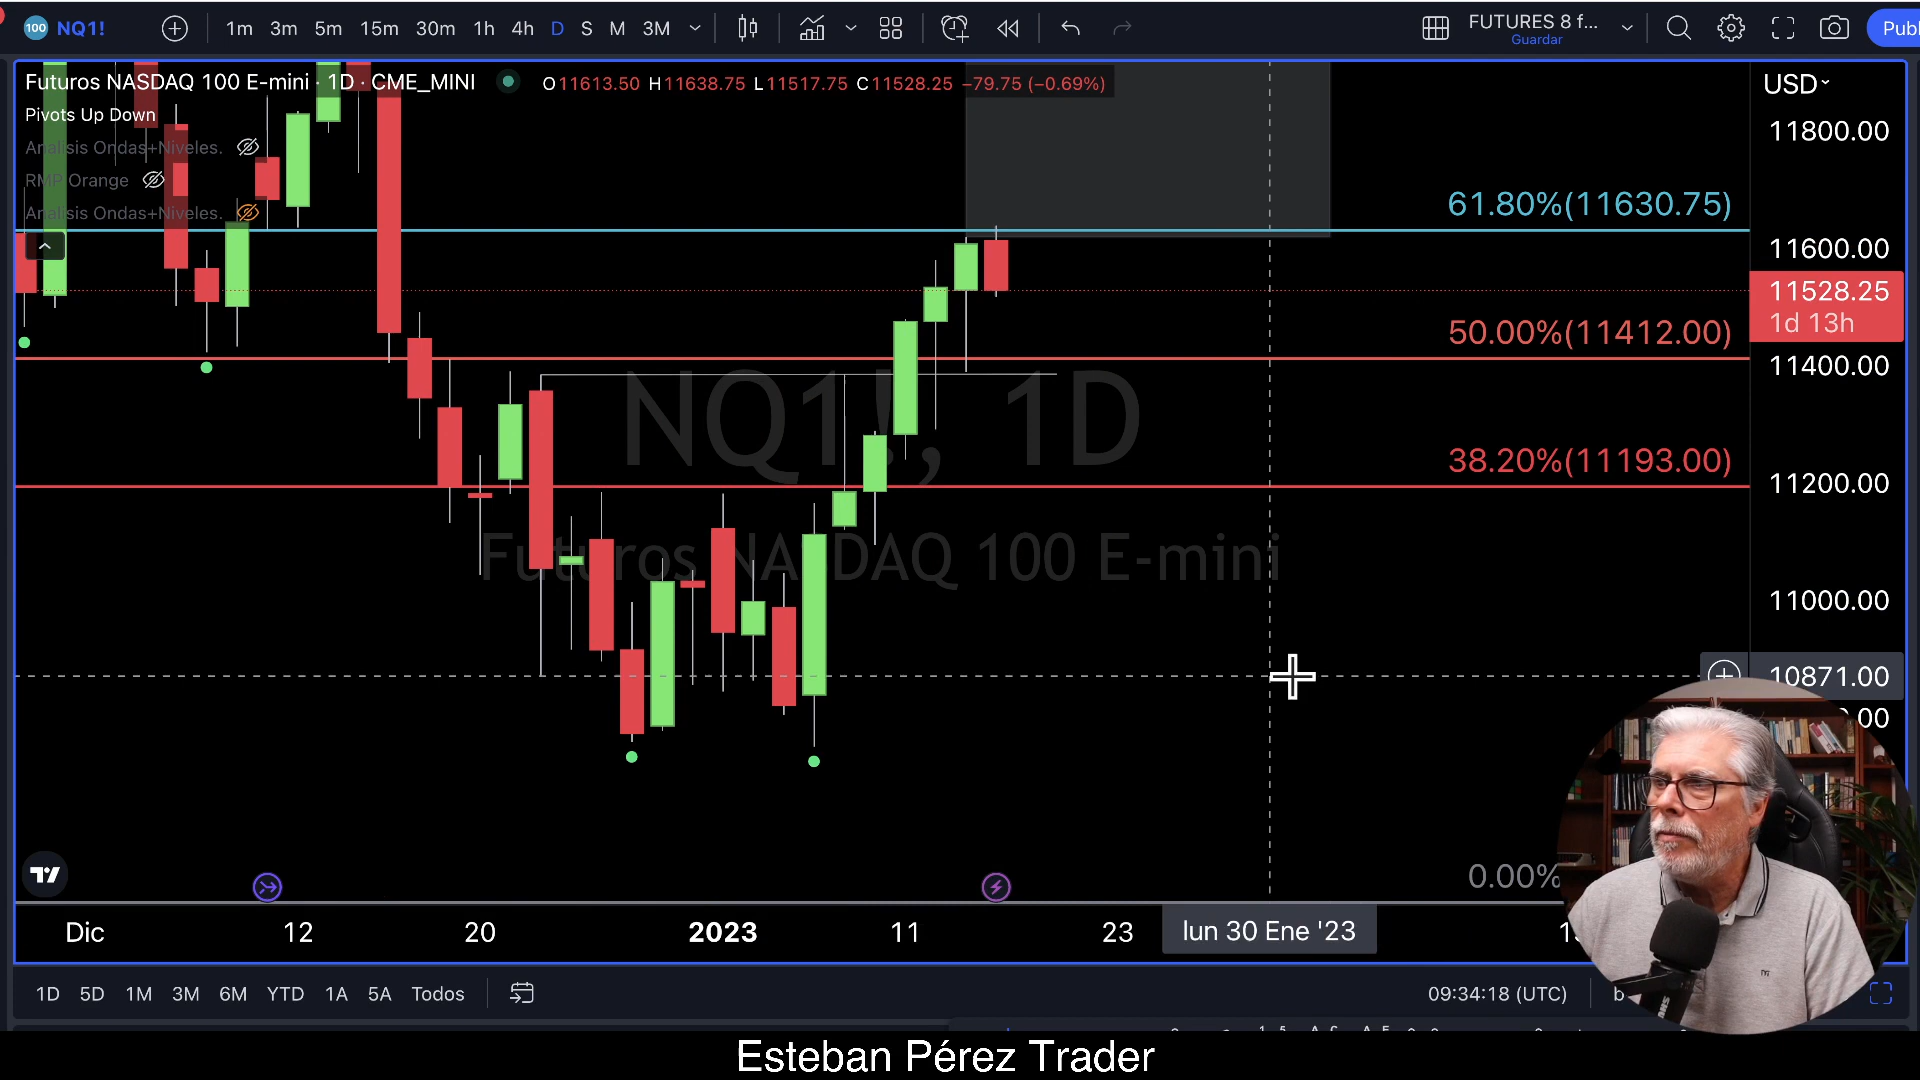 100 NQ1! 1m 3m 5m 15m 30m 1h 4h D S M 3M FUTURES 8 f... Publ
Guardar
Futuros NASDAQ 100 E-mini · 1D · CME_MINI O11613.50 H11638.75 L11517.75 C11528.25 −79.75 (−0.69%) USD
Pivots Up Down
11800.00
Analisis Ondas+Niveles.
RMP Orange
Analisis Ondas+Niveles.
61.80%(11630.75)
11600.00
11528.25
1d 13h
50.00%(11412.00)
11400.00
NQ1!, 1D
38.20%(11193.00)
11200.00
Futuros NASDAQ 100 E-mini
11000.00
10871.00
0.00%
Dic 12 20 2023 11 23 lun 30 Ene '23
1D 5D 1M 3M 6M YTD 1A 5A Todos 09:34:18 (UTC)
Esteban Pérez Trader